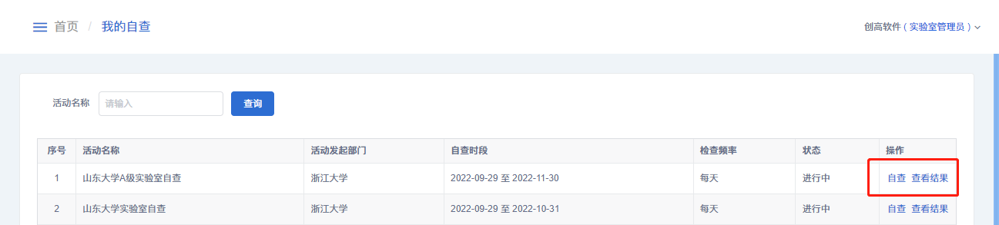 首页 / 我的自查
创高软件 ( 实验室管理员 )
活动名称 请输入 查询
序号 活动名称 活动发起部门 自查时段 检查频率 状态 操作
1 山东大学A级实验室自查 浙江大学 2022-09-29 至 2022-11-30 每天 进行中 自查 查看结果
2 山东大学实验室自查 浙江大学 2022-09-29 至 2022-10-31 每天 进行中 自查 查看结果